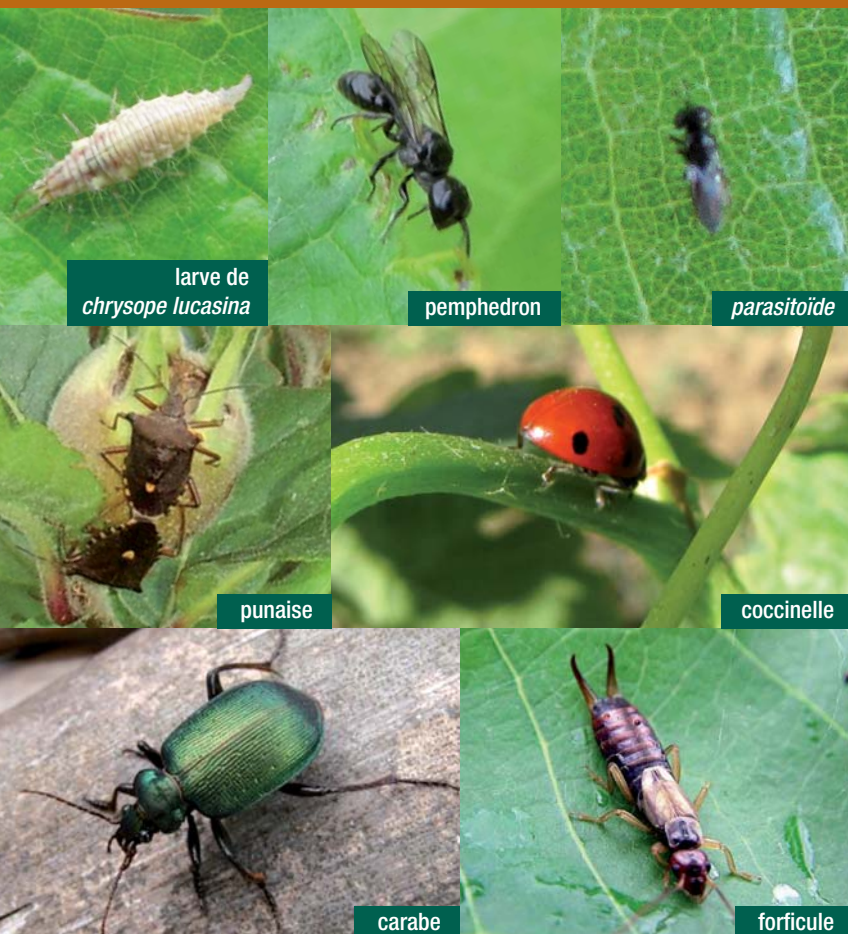 larve de
chrysope lucasina
pemphedron
parasitoïde
punaise
coccinelle
carabe
forficule